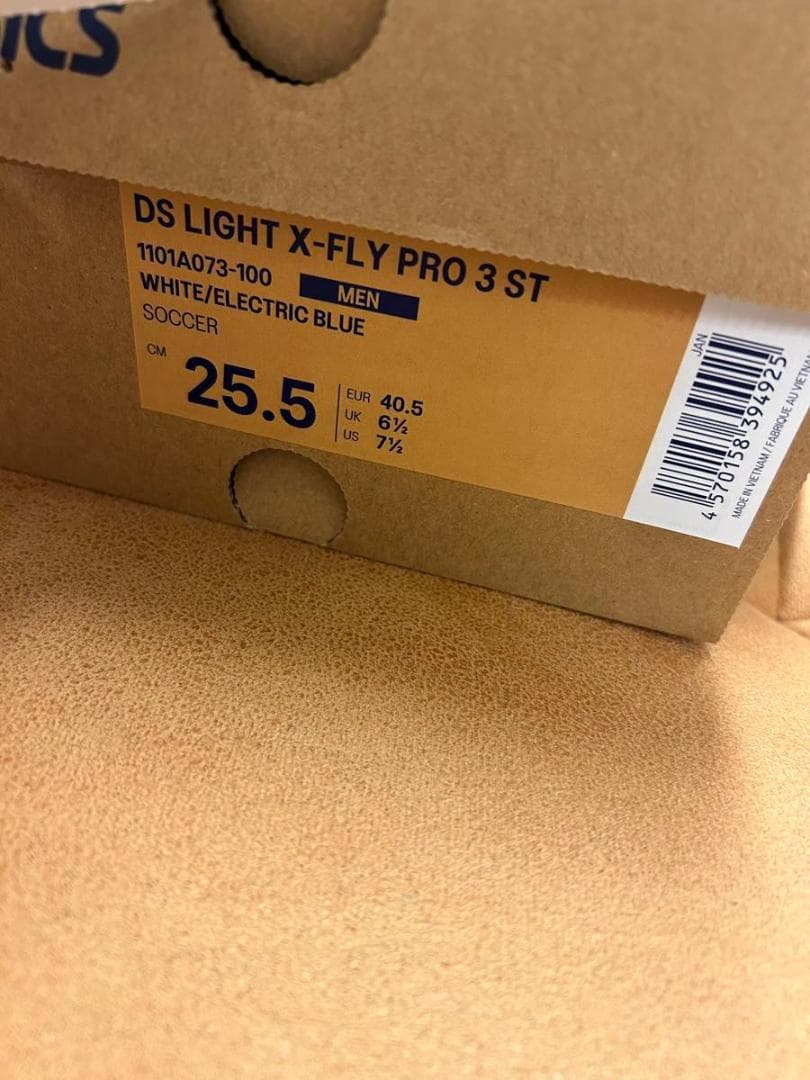 DS LIGHT X-FLY PRO 3 ST
1101A073-100
MEN
WHITE/ELECTRIC BLUE
SOCCER
CM
25.5
EUR 40.5
UK 6½
US 7½
JAN
4 570158 394925
MADE IN VIETNAM / FABRIQUE AU VIETNAM